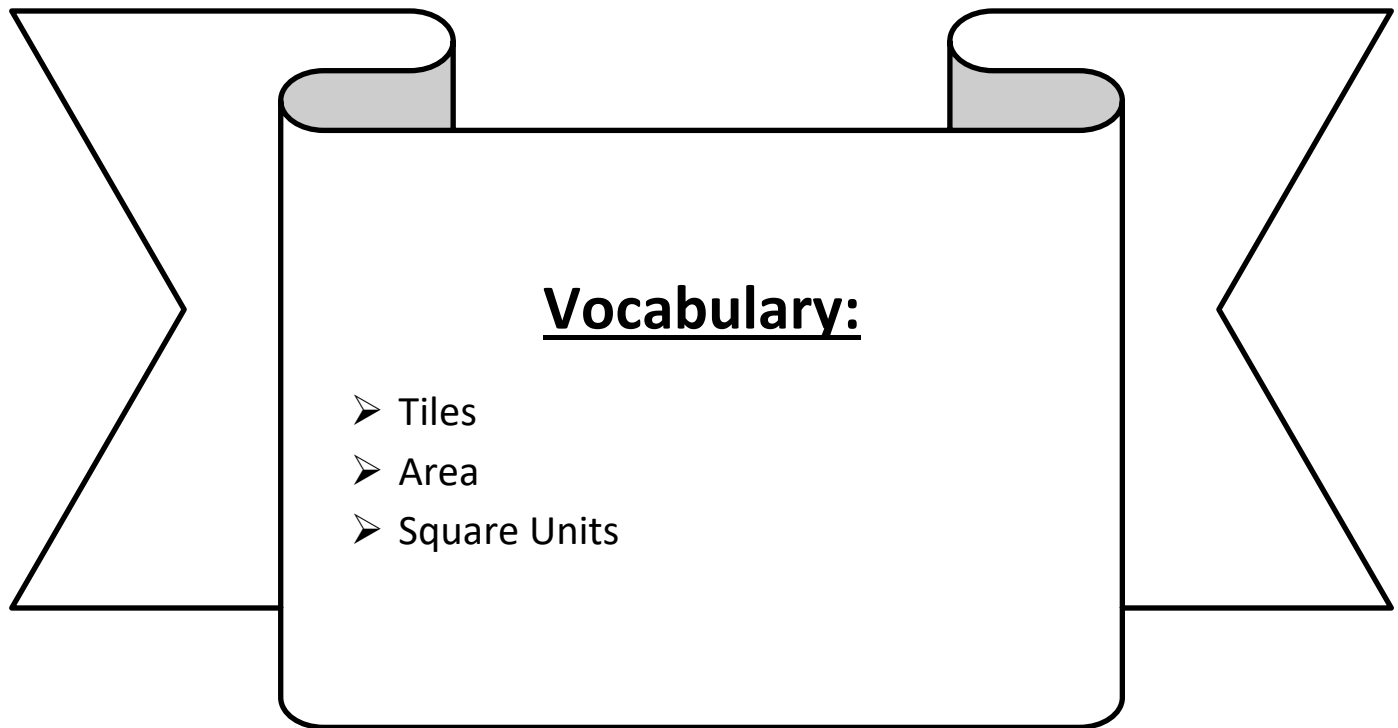 Vocabulary:
➢ Tiles
➢ Area
➢ Square Units